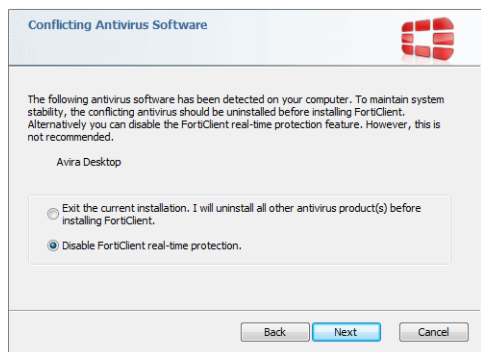 Conflicting Antivirus Software
The following antivirus software has been detected on your computer. To maintain system
stability, the conflicting antivirus should be uninstalled before installing FortiClient.
Alternatively you can disable the FortiClient real-time protection feature. However, this is
not recommended.
Avira Desktop
Exit the current installation. I will uninstall all other antivirus product(s) before
installing FortiClient.
Disable FortiClient real-time protection.
Back Next Cancel